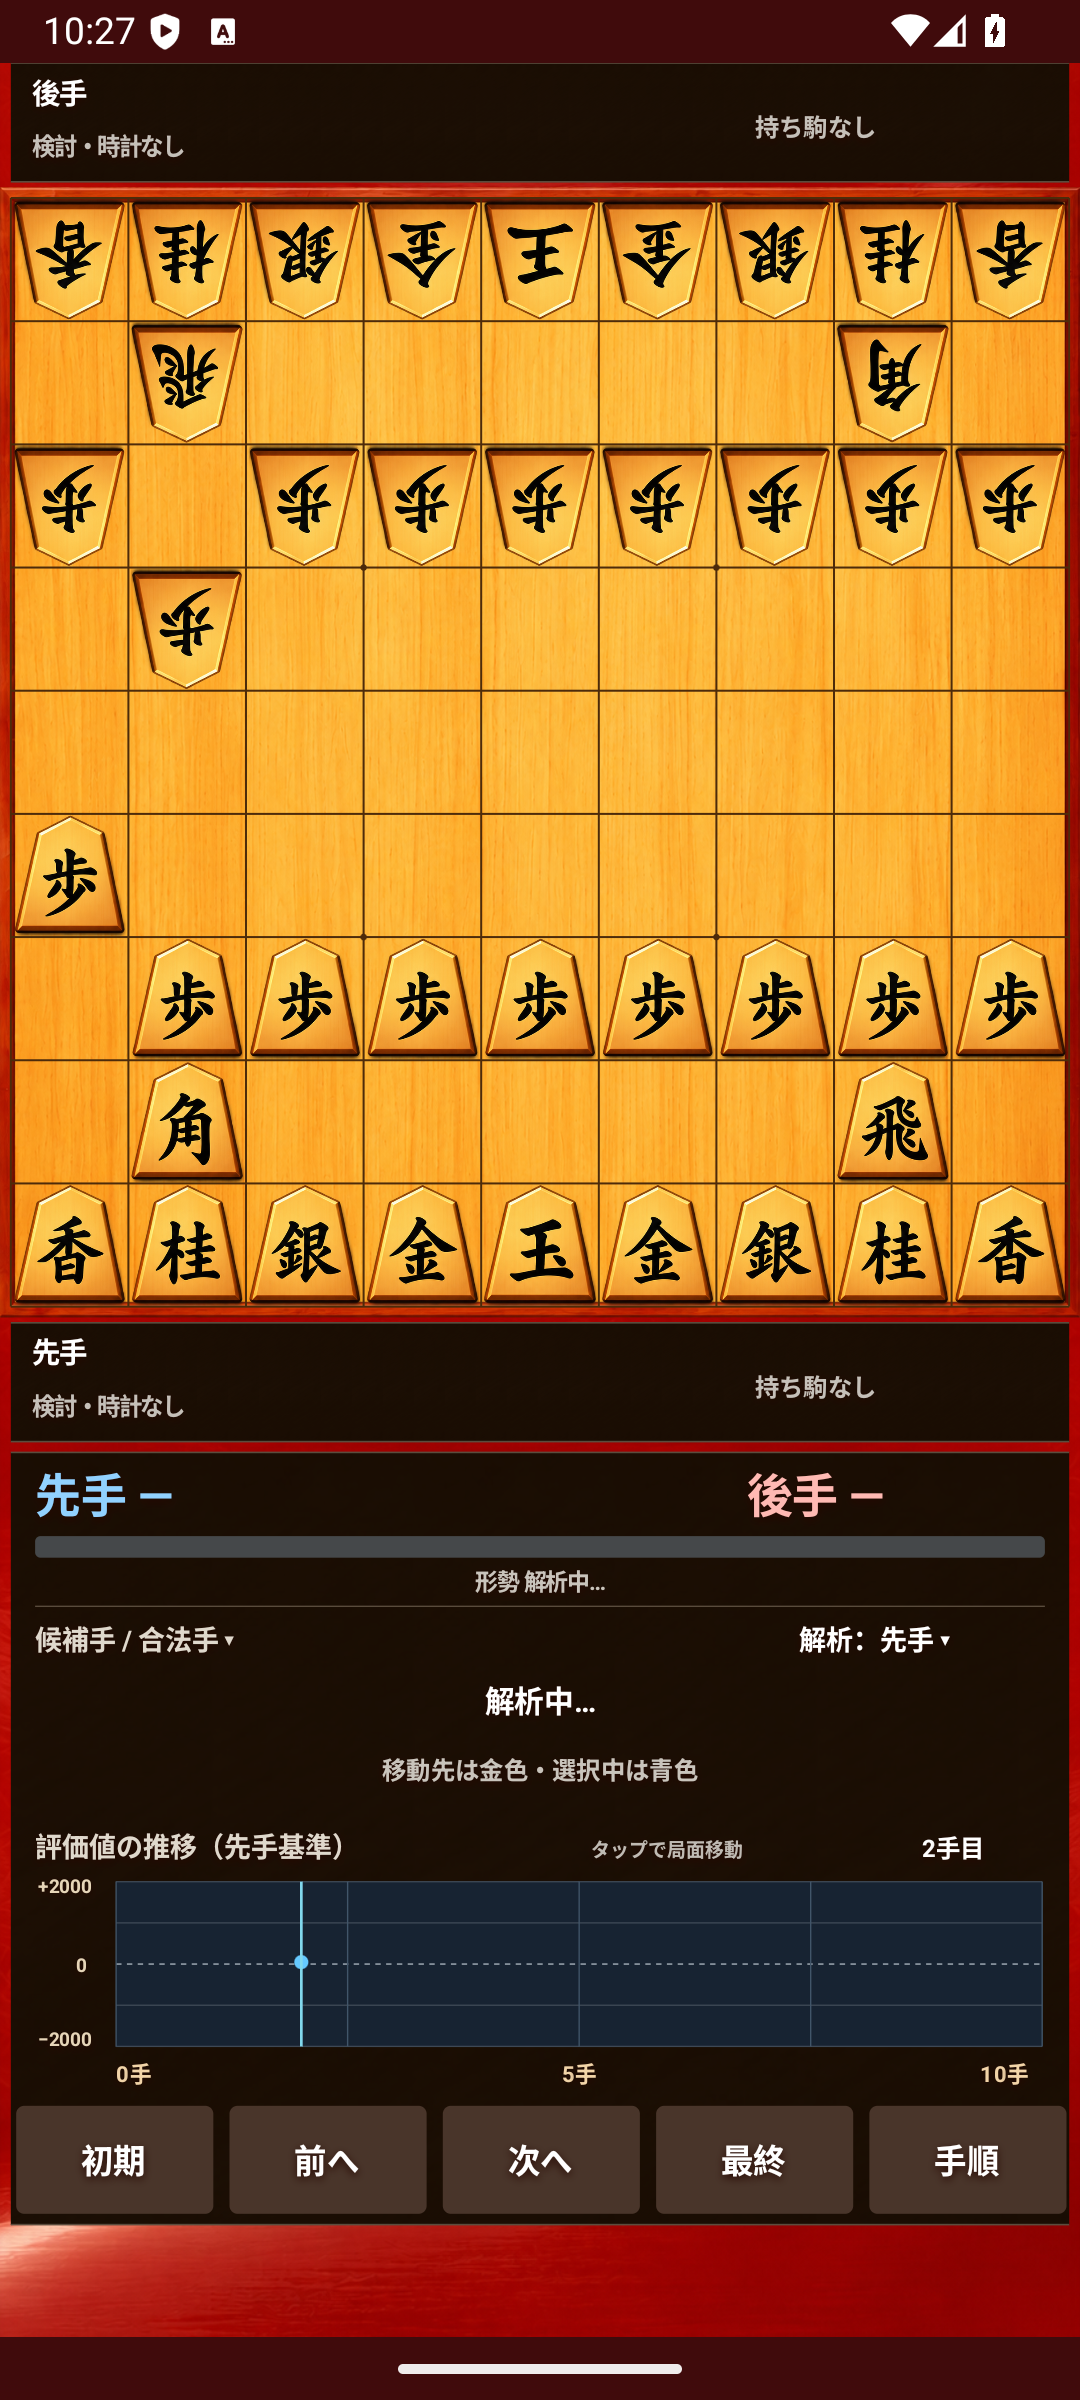 10:27
後手
検討・時計なし
持ち駒なし
香桂銀金王金銀桂香
飛角
歩歩歩歩歩歩歩歩
歩
歩
歩歩歩歩歩歩歩歩
角飛
香桂銀金玉金銀桂香
先手
検討・時計なし
持ち駒なし
先手 −
後手 −
形勢 解析中...
候補手 / 合法手 ▾
解析：先手 ▾
解析中...
移動先は金色・選択中は青色
評価値の推移（先手基準）
タップで局面移動
2手目
+2000
0
−2000
0手
5手
10手
初期
前へ
次へ
最終
手順